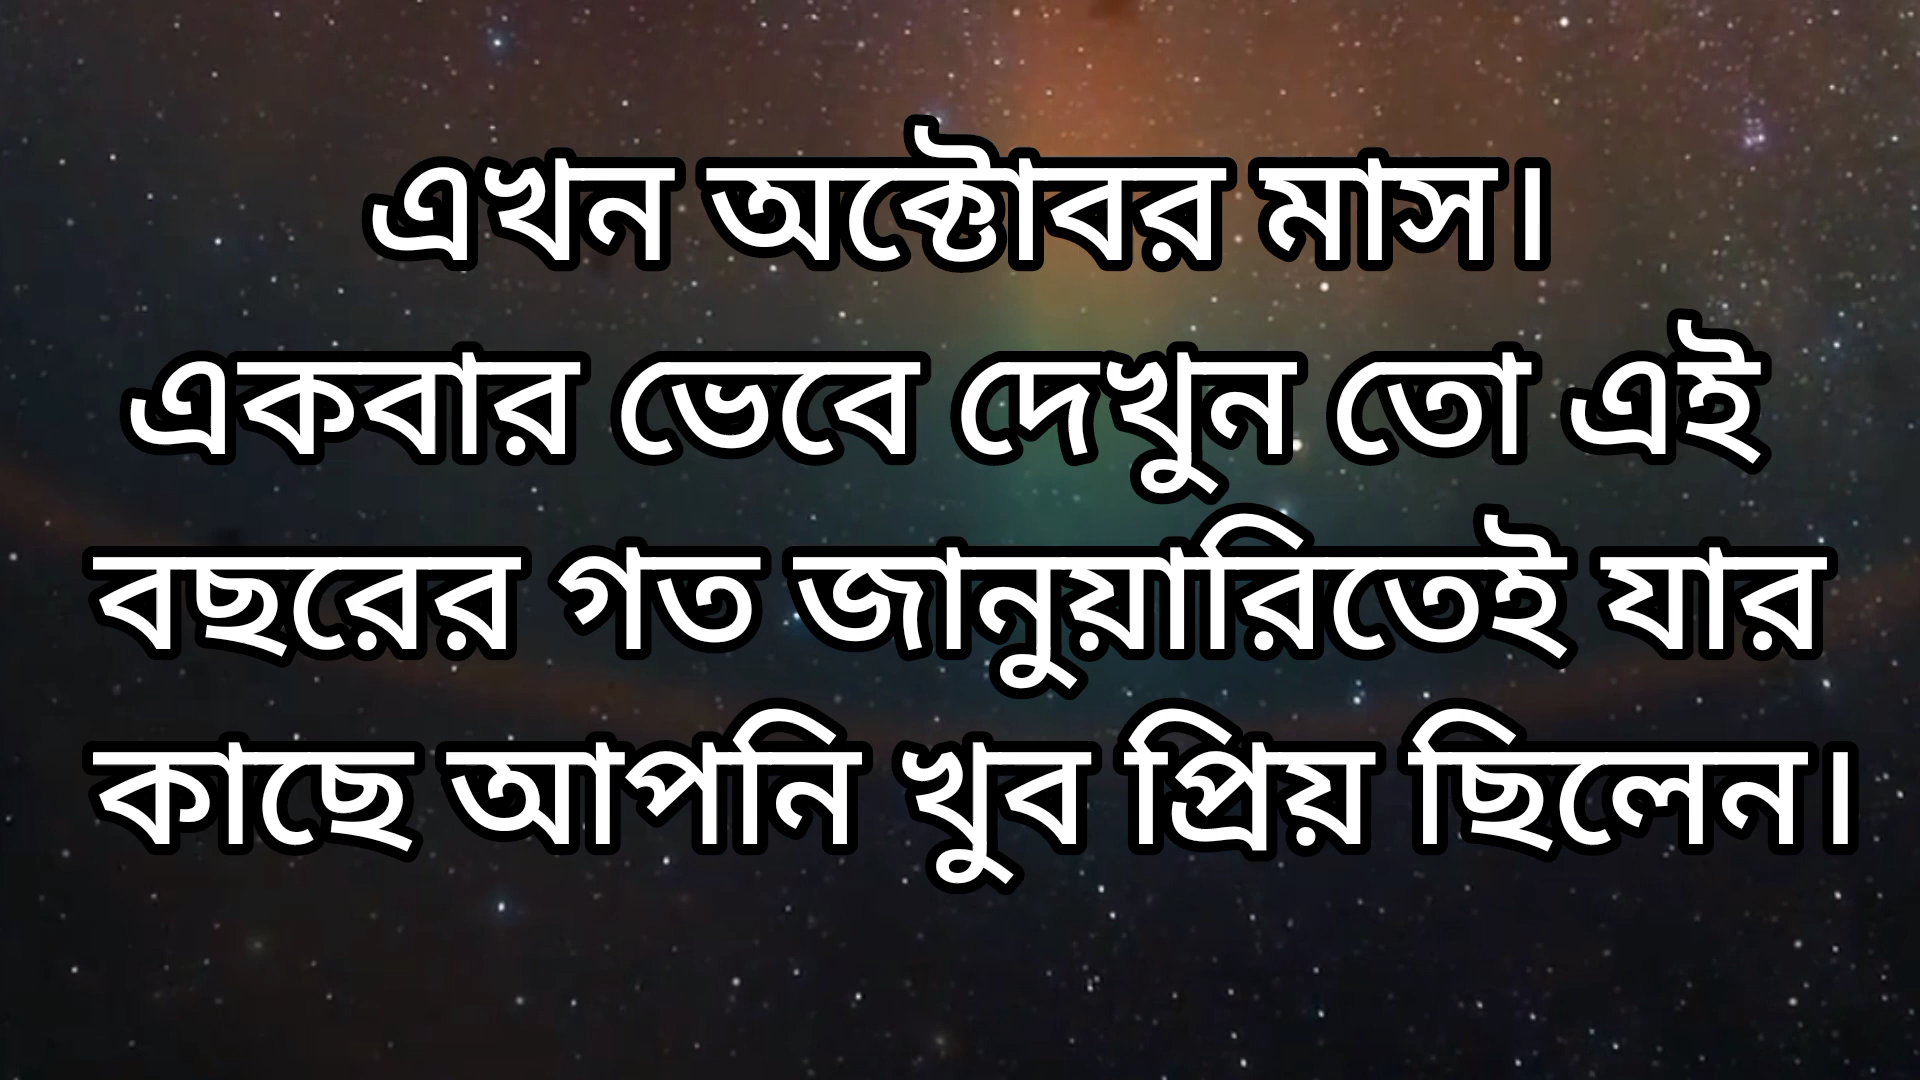 এখন অক্টোবর মাস।
একবার ভেবে দেখুন তো এই
বছরের গত জানুয়ারিতেই যার
কাছে আপনি খুব প্রিয় ছিলেন।